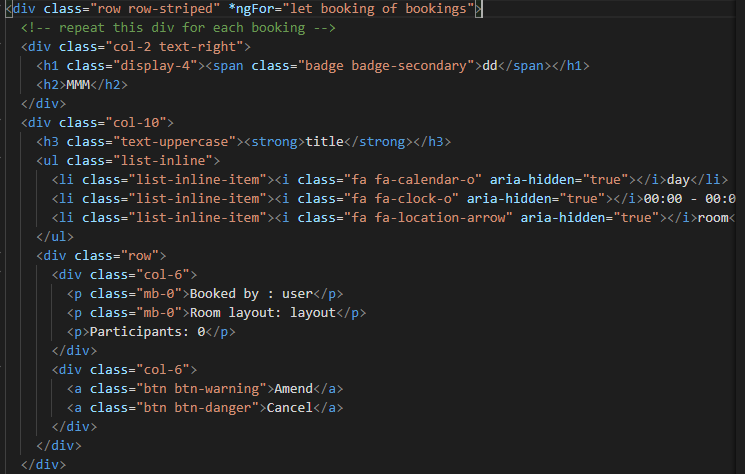 <div class="row row-striped" *ngFor="let booking of bookings">
<!-- repeat this div for each booking -->
<div class="col-2 text-right">
<h1 class="display-4"><span class="badge badge-secondary">dd</span></h1>
<h2>MMM</h2>
</div>
<div class="col-10">
<h3 class="text-uppercase"><strong>title</strong></h3>
<ul class="list-inline">
<li class="list-inline-item"><i class="fa fa-calendar-o" aria-hidden="true"></i>day</li>
<li class="list-inline-item"><i class="fa fa-clock-o" aria-hidden="true"></i>00:00 - 00:0
<li class="list-inline-item"><i class="fa fa-location-arrow" aria-hidden="true"></i>room<
</ul>
<div class="row">
<div class="col-6">
<p class="mb-0">Booked by : user</p>
<p class="mb-0">Room layout: layout</p>
<p>Participants: 0</p>
</div>
<div class="col-6">
<a class="btn btn-warning">Amend</a>
<a class="btn btn-danger">Cancel</a>
</div>
</div>
</div>